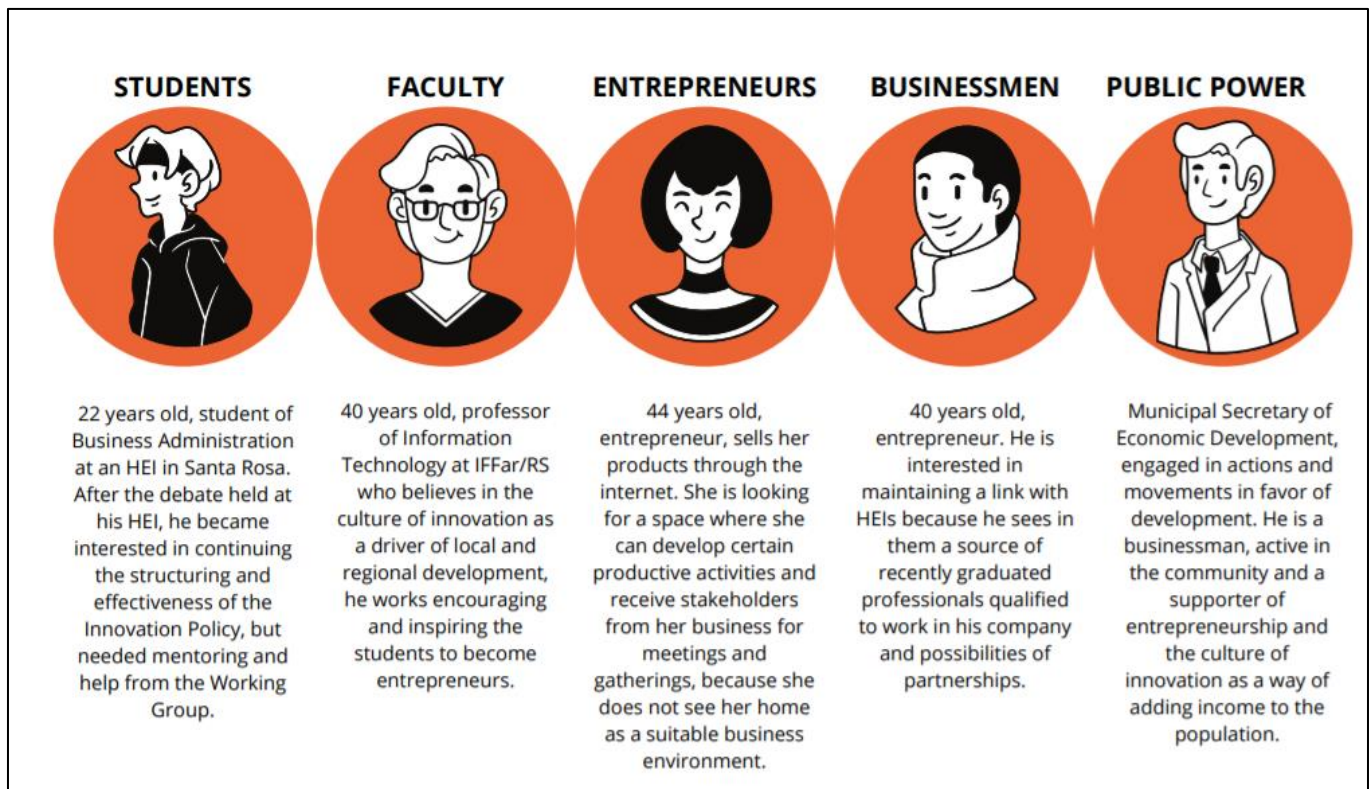 STUDENTS
22 years old, student of
Business Administration
at an HEI in Santa Rosa.
After the debate held at
his HEI, he became
interested in continuing
the structuring and
effectiveness of the
Innovation Policy, but
needed mentoring and
help from the Working
Group.
FACULTY
40 years old, professor
of Information
Technology at IFFar/RS
who believes in the
culture of innovation as
a driver of local and
regional development,
he works encouraging
and inspiring the
students to become
entrepreneurs.
ENTREPRENEURS
44 years old,
entrepreneur, sells her
products through the
internet. She is looking
for a space where she
can develop certain
productive activities and
receive stakeholders
from her business for
meetings and
gatherings, because she
does not see her home
as a suitable business
environment.
BUSINESSMEN
40 years old,
entrepreneur. He is
interested in
maintaining a link with
HEIs because he sees in
them a source of
recently graduated
professionals qualified
to work in his company
and possibilities of
partnerships.
PUBLIC POWER
Municipal Secretary of
Economic Development,
engaged in actions and
movements in favor of
development. He is a
businessman, active in
the community and a
supporter of
entrepreneurship and
the culture of
innovation as a way of
adding income to the
population.